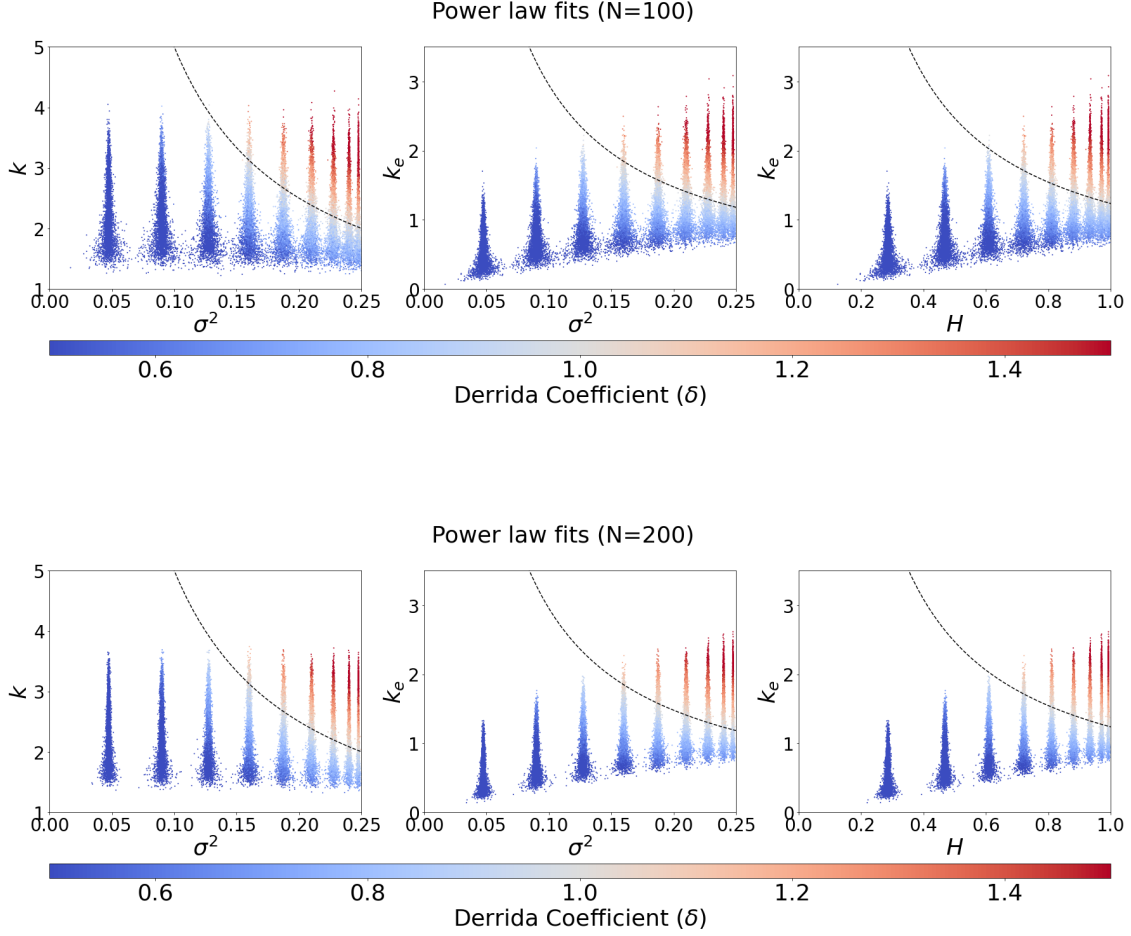 Power law fits (N=100)
5
4
3
2
1
k
0.00 0.05 0.10 0.15 0.20 0.25
σ²
3
2
1
0
kₑ
0.00 0.05 0.10 0.15 0.20 0.25
σ²
3
2
1
0
kₑ
0.0 0.2 0.4 0.6 0.8 1.0
H
0.6 0.8 1.0 1.2 1.4
Derrida Coefficient (δ)
Power law fits (N=200)
5
4
3
2
1
k
0.00 0.05 0.10 0.15 0.20 0.25
σ²
3
2
1
0
kₑ
0.00 0.05 0.10 0.15 0.20 0.25
σ²
3
2
1
0
kₑ
0.0 0.2 0.4 0.6 0.8 1.0
H
0.6 0.8 1.0 1.2 1.4
Derrida Coefficient (δ)